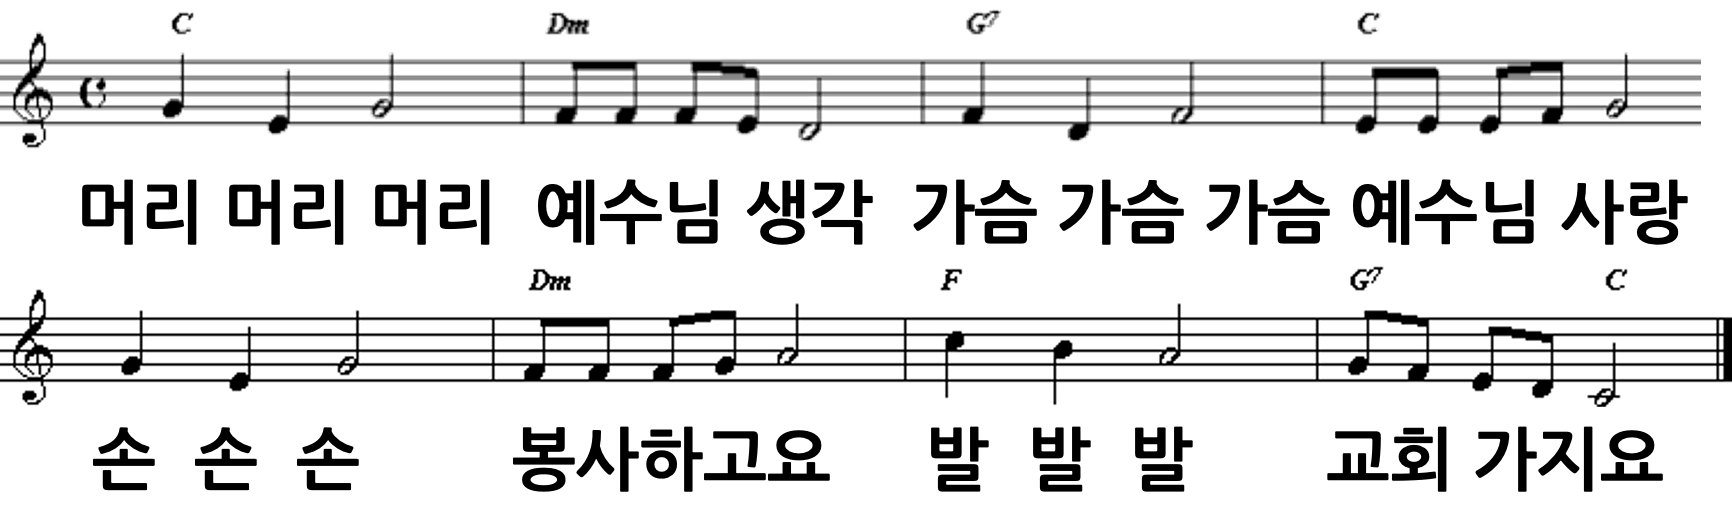 C Dm G7 C
머리 머리 머리 예수님 생각 가슴 가슴 가슴 예수님 사랑
Dm F G7 C
손 손 손 봉사하고요 발 발 발 교회 가지요